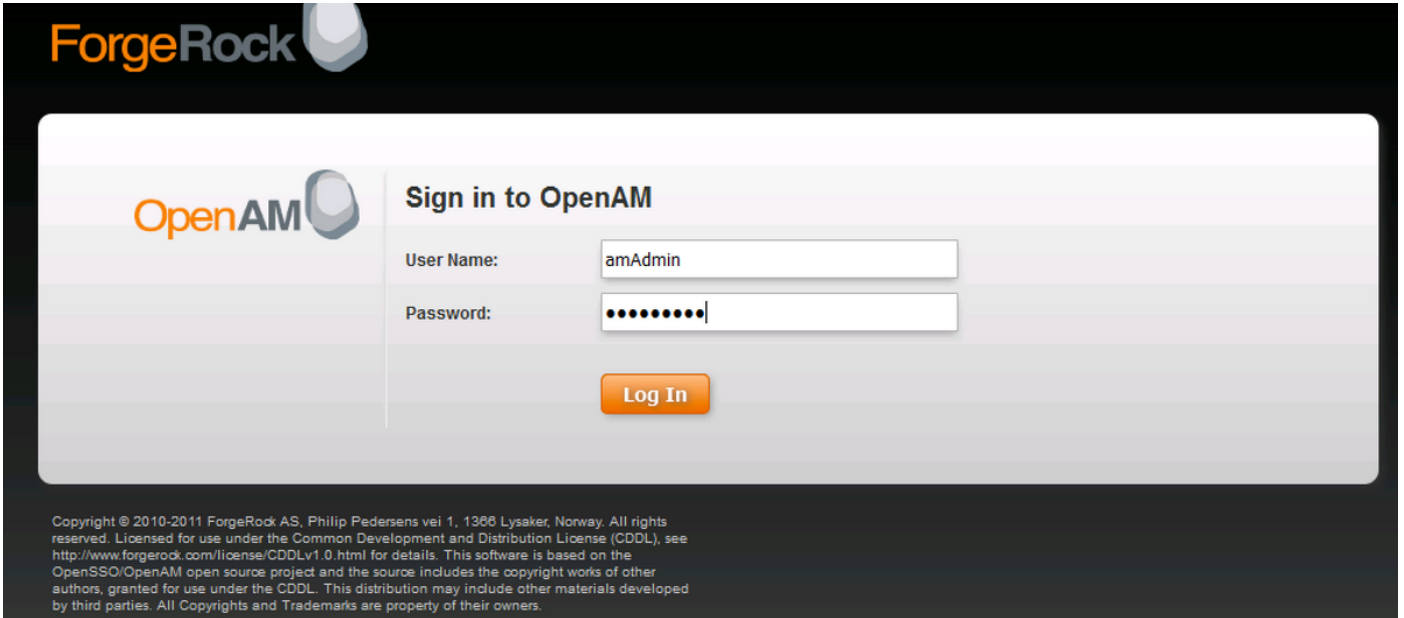 ForgeRock
OpenAM
Sign in to OpenAM
User Name: amAdmin
Password: •••••••••
Log In
Copyright © 2010-2011 ForgeRock AS, Philip Pedersens vei 1, 1366 Lysaker, Norway. All rights
reserved. Licensed for use under the Common Development and Distribution License (CDDL), see
http://www.forgerock.com/license/CDDLv1.0.html for details. This software is based on the
OpenSSO/OpenAM open source project and the source includes the copyright works of other
authors, granted for use under the CDDL. This distribution may include other materials developed
by third parties. All Copyrights and Trademarks are property of their owners.